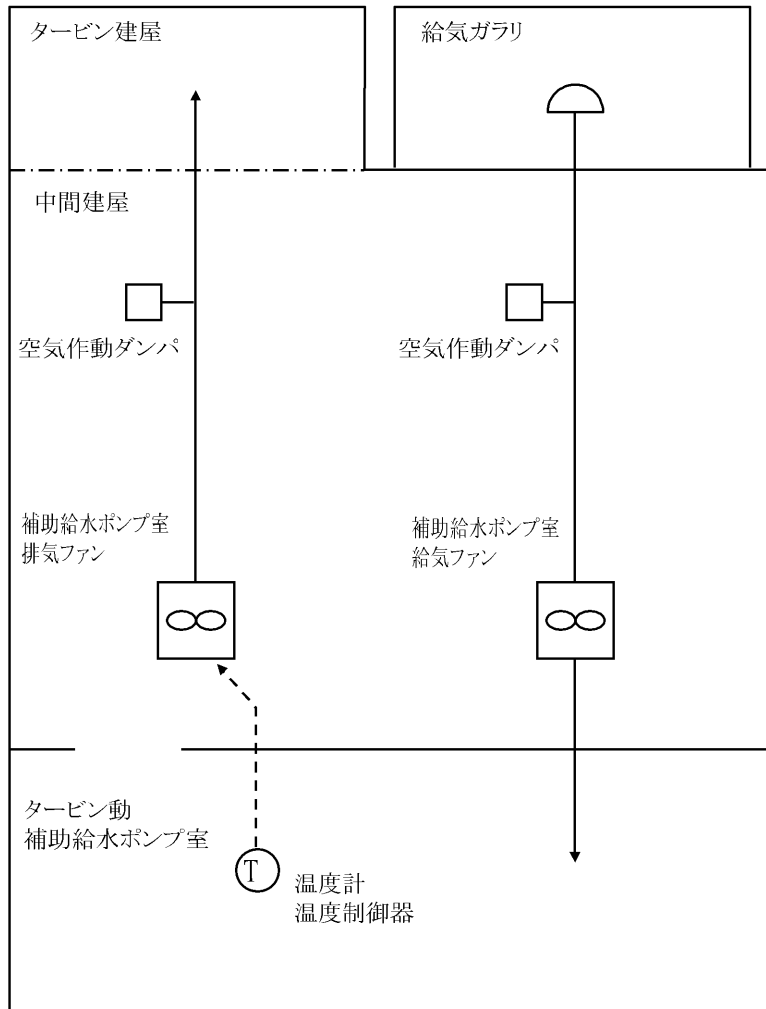 タービン建屋
給気ガラリ
中間建屋
空気作動ダンパ
空気作動ダンパ
補助給水ポンプ室
排気ファン
補助給水ポンプ室
給気ファン
タービン動
補助給水ポンプ室
T
温度計
温度制御器